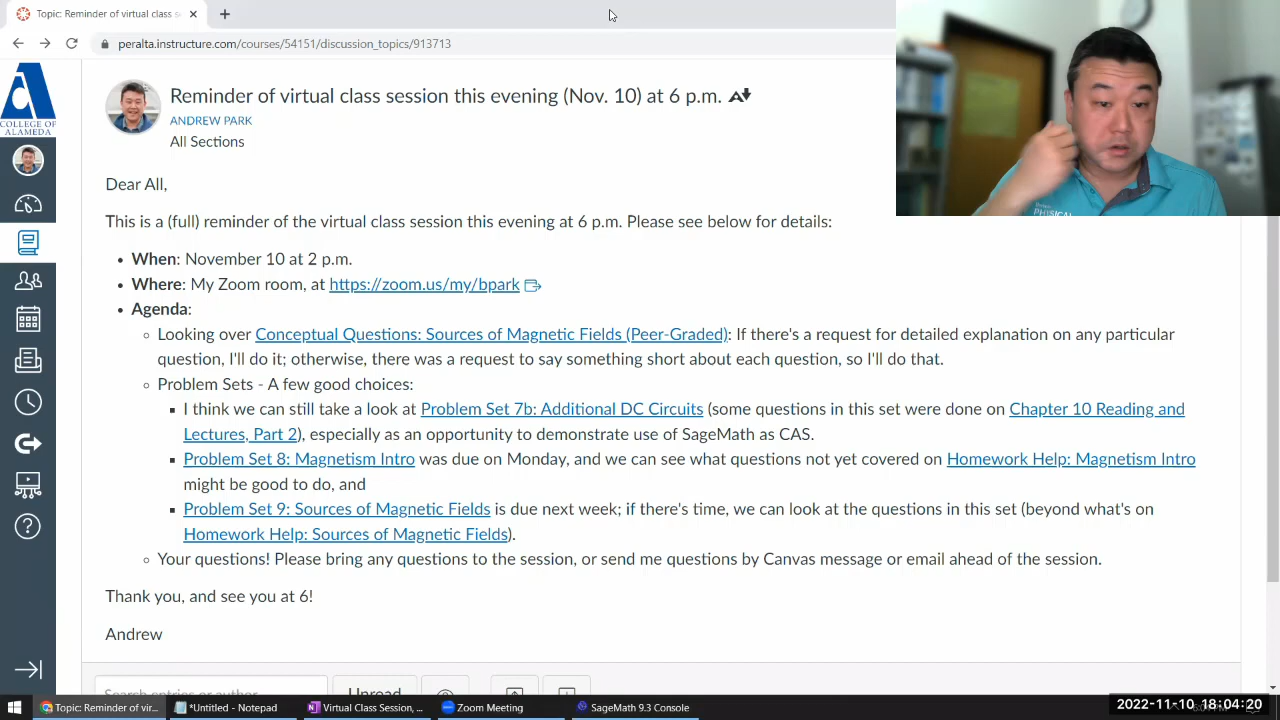 Topic: Reminder of virtual class s
peralta.instructure.com/courses/54151/discussion_topics/913713
COLLEGE OF
ALAMEDA
Reminder of virtual class session this evening (Nov. 10) at 6 p.m.
ANDREW PARK
All Sections
Dear All,
This is a (full) reminder of the virtual class session this evening at 6 p.m. Please see below for details:
When: November 10 at 2 p.m.
Where: My Zoom room, at https://zoom.us/my/bpark
Agenda:
Looking over Conceptual Questions: Sources of Magnetic Fields (Peer-Graded): If there's a request for detailed explanation on any particular
question, I'll do it; otherwise, there was a request to say something short about each question, so I'll do that.
Problem Sets - A few good choices:
I think we can still take a look at Problem Set 7b: Additional DC Circuits (some questions in this set were done on Chapter 10 Reading and
Lectures, Part 2), especially as an opportunity to demonstrate use of SageMath as CAS.
Problem Set 8: Magnetism Intro was due on Monday, and we can see what questions not yet covered on Homework Help: Magnetism Intro
might be good to do, and
Problem Set 9: Sources of Magnetic Fields is due next week; if there's time, we can look at the questions in this set (beyond what's on
Homework Help: Sources of Magnetic Fields).
Your questions! Please bring any questions to the session, or send me questions by Canvas message or email ahead of the session.
Thank you, and see you at 6!
Andrew
Search entries or author
Unread
PHYSICAL
Topic: Reminder of vir...
*Untitled - Notepad
Virtual Class Session, ...
Zoom Meeting
SageMath 9.3 Console
2022-11-10 18:04:20